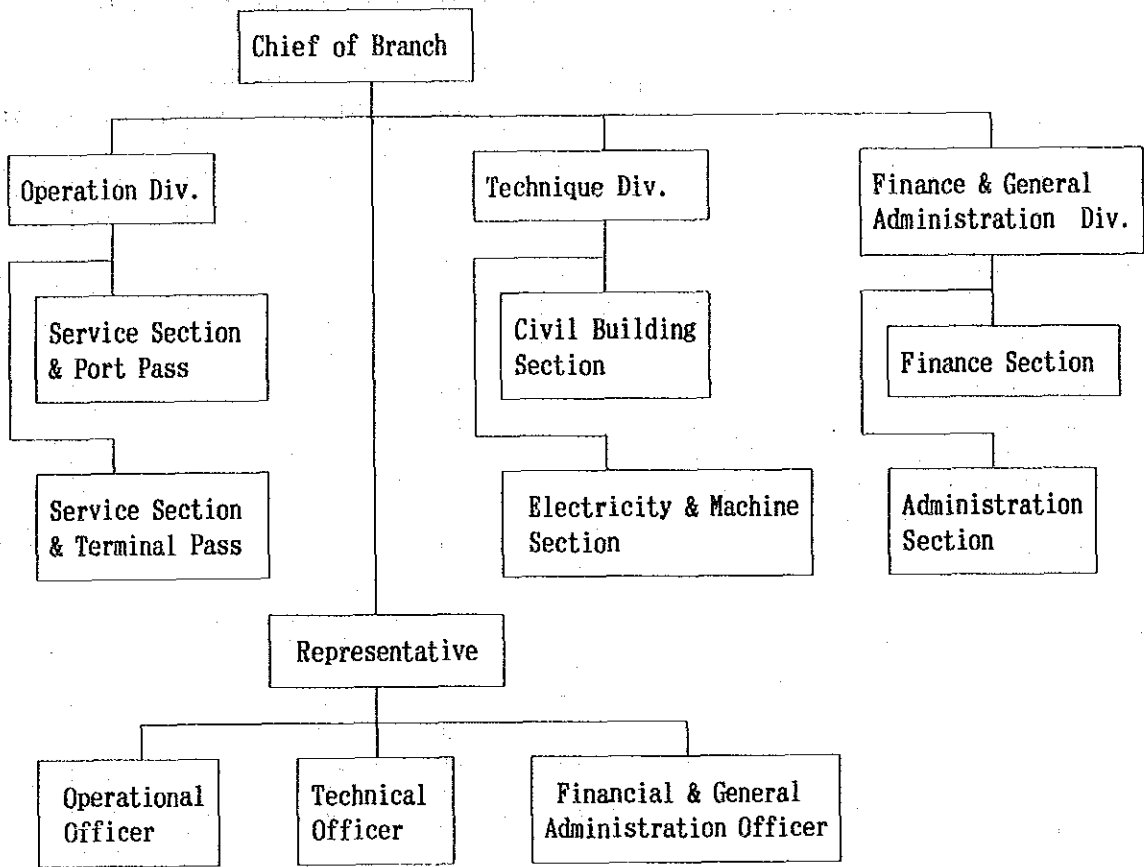 Chief of Branch
Operation Div.
Technique Div.
Finance & General
Administration Div.
Service Section
& Port Pass
Civil Building
Section
Finance Section
Service Section
& Terminal Pass
Electricity & Machine
Section
Administration
Section
Representative
Operational
Officer
Technical
Officer
Financial & General
Administration Officer